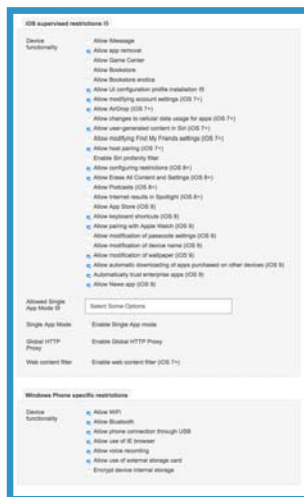 iOS supervised restrictions
Device functionality
Allow iMessage
Allow app removal
Allow Game Center
Allow Bookstore
Allow Bookstore erotica
Allow UI configuration profile installation
Allow modifying account settings (iOS 7+)
Allow AirDrop (iOS 7+)
Allow changes to cellular data usage for apps (iOS 7+)
Allow user-generated content in Siri (iOS 7+)
Allow modifying Find My Friends settings (iOS 7+)
Allow host pairing (iOS 7+)
Enable Siri profanity filter
Allow configuring restrictions (iOS 8+)
Allow Erase All Content and Settings (iOS 8+)
Allow Podcasts (iOS 8+)
Allow Internet results in Spotlight (iOS 8+)
Allow App Store (iOS 9)
Allow keyboard shortcuts (iOS 9)
Allow pairing with Apple Watch (iOS 9)
Allow modification of passcode settings (iOS 9)
Allow modification of device name (iOS 9)
Allow modification of wallpaper (iOS 9)
Allow automatic downloading of apps purchased on other devices (iOS 9)
Automatically trust enterprise apps (iOS 9)
Allow News app (iOS 9)
Allowed Single App Mode
Select Some Options
Single App Mode
Enable Single App mode
Global HTTP Proxy
Enable Global HTTP Proxy
Web content filter
Enable web content filter (iOS 7+)
Windows Phone specific restrictions
Device functionality
Allow WiFi
Allow Bluetooth
Allow phone connection through USB
Allow use of IE browser
Allow voice recording
Allow use of external storage card
Encrypt device internal storage